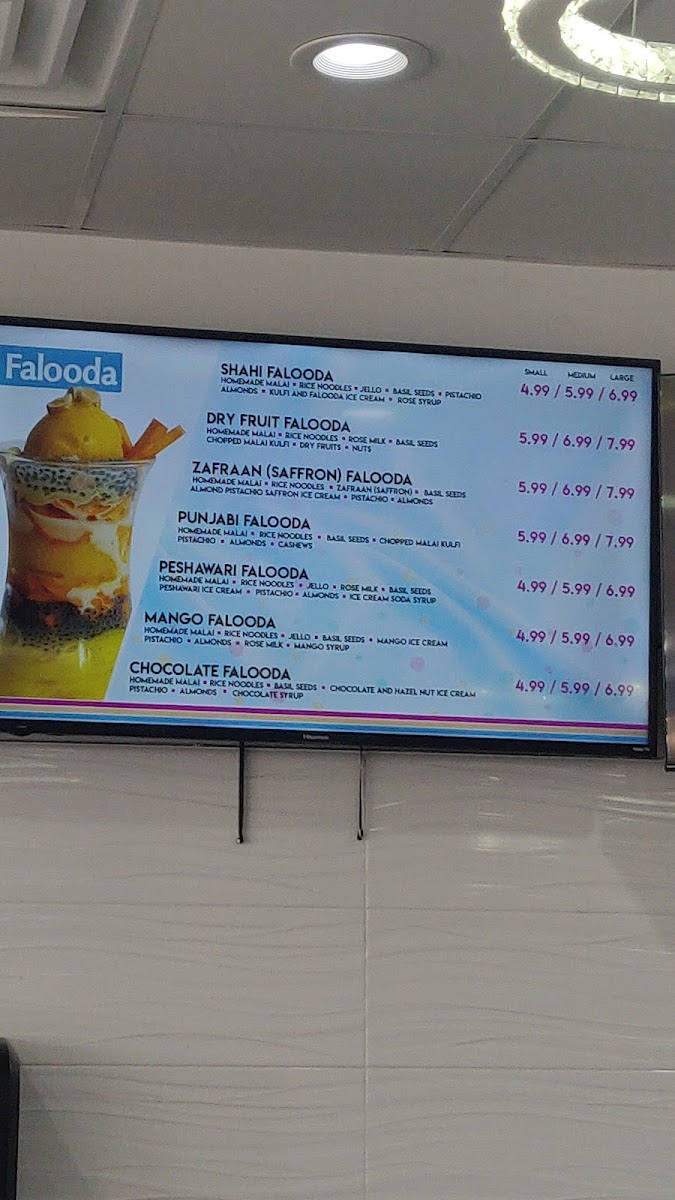 Falooda
SMALL MEDIUM LARGE
SHAHI FALOODA 4.99 / 5.99 / 6.99
HOMEMADE MALAI • RICE NOODLES • JELLO • BASIL SEEDS • PISTACHIO
ALMONDS • KULFI AND FALOODA ICE CREAM • ROSE SYRUP
DRY FRUIT FALOODA 5.99 / 6.99 / 7.99
HOMEMADE MALAI • RICE NOODLES • ROSE MILK • BASIL SEEDS
CHOPPED MALAI KULFI • DRY FRUITS • NUTS
ZAFRAAN (SAFFRON) FALOODA 5.99 / 6.99 / 7.99
HOMEMADE MALAI • RICE NOODLES • ZAFRAAN (SAFFRON) • BASIL SEEDS
ALMOND PISTACHIO SAFFRON ICE CREAM • PISTACHIO • ALMONDS
PUNJABI FALOODA 5.99 / 6.99 / 7.99
HOMEMADE MALAI • RICE NOODLES • BASIL SEEDS • CHOPPED MALAI KULFI
PISTACHIO • ALMONDS • CASHEWS
PESHAWARI FALOODA 4.99 / 5.99 / 6.99
HOMEMADE MALAI • RICE NOODLES • JELLO • ROSE MILK • BASIL SEEDS
PESHAWARI ICE CREAM • PISTACHIO • ALMONDS • ICE CREAM SODA SYRUP
MANGO FALOODA 4.99 / 5.99 / 6.99
HOMEMADE MALAI • RICE NOODLES • JELLO • BASIL SEEDS • MANGO ICE CREAM
PISTACHIO • ALMONDS • ROSE MILK • MANGO SYRUP
CHOCOLATE FALOODA 4.99 / 5.99 / 6.99
HOMEMADE MALAI • RICE NOODLES • BASIL SEEDS • CHOCOLATE AND HAZEL NUT ICE CREAM
PISTACHIO • ALMONDS • CHOCOLATE SYRUP
Hisense